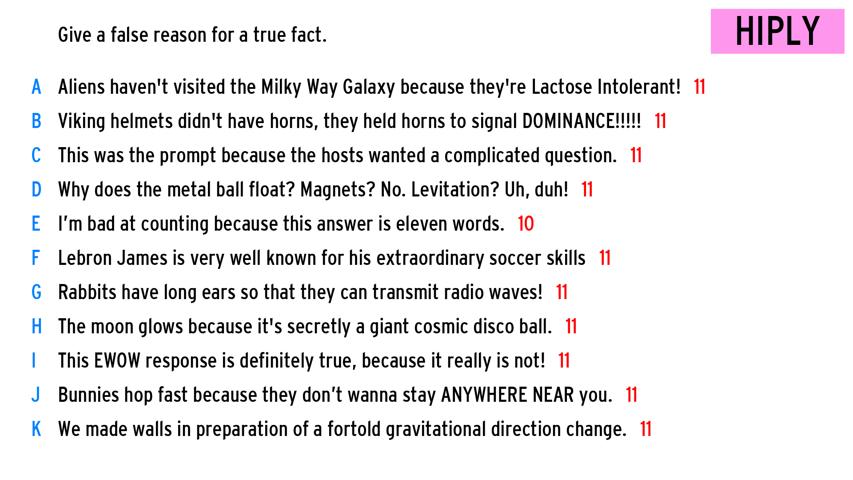 Give a false reason for a true fact.
HIPLY
A Aliens haven't visited the Milky Way Galaxy because they're Lactose Intolerant! 11
B Viking helmets didn't have horns, they held horns to signal DOMINANCE!!!!! 11
C This was the prompt because the hosts wanted a complicated question. 11
D Why does the metal ball float? Magnets? No. Levitation? Uh, duh! 11
E I’m bad at counting because this answer is eleven words. 10
F Lebron James is very well known for his extraordinary soccer skills 11
G Rabbits have long ears so that they can transmit radio waves! 11
H The moon glows because it's secretly a giant cosmic disco ball. 11
I This EWOW response is definitely true, because it really is not! 11
J Bunnies hop fast because they don’t wanna stay ANYWHERE NEAR you. 11
K We made walls in preparation of a fortold gravitational direction change. 11